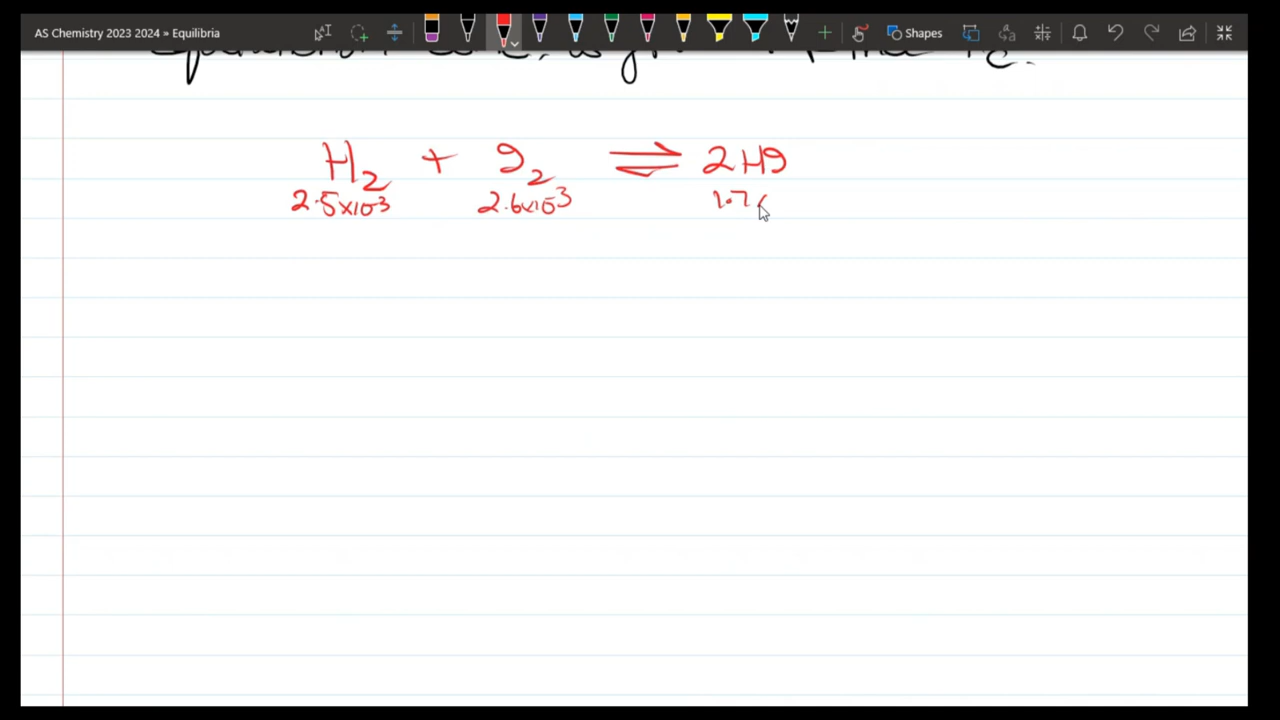 AS Chemistry 2023 2024 » Equilibria
Shapes
H₂ + I₂ ⇌ 2HI
2.5×10⁻³ 2.6×10⁻³ 1.7